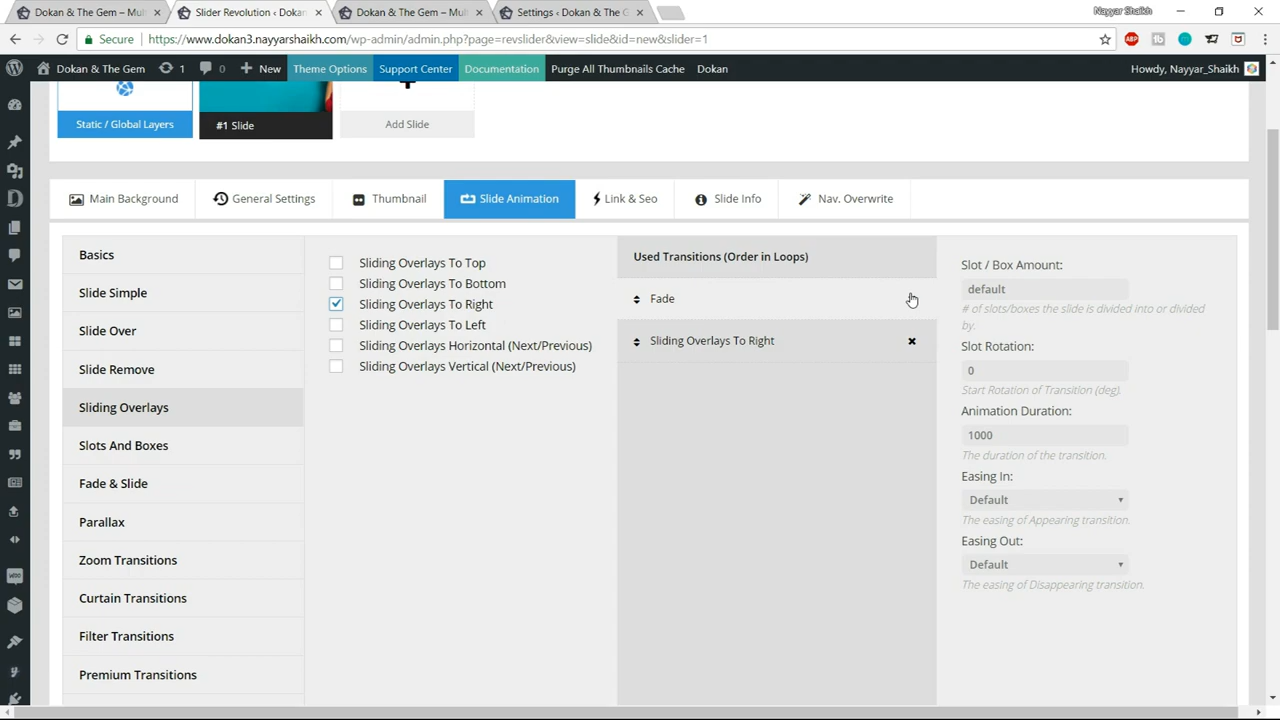 Dokan & The Gem – Mult
Slider Revolution ‹ Dokan
Dokan & The Gem – Mult
Settings ‹ Dokan & The G
Nayyar Shaikh
Secure
https://www.dokan3.nayyarshaikh.com/wp-admin/admin.php?page=revslider&view=slide&id=new&slider=1
ABP
Dokan & The Gem
1
0
New
Theme Options
Support Center
Documentation
Purge All Thumbnails Cache
Dokan
Howdy, Nayyar_Shaikh
Static / Global Layers
#1 Slide
Add Slide
Main Background
General Settings
Thumbnail
Slide Animation
Link & Seo
Slide Info
Nav. Overwrite
Basics
Slide Simple
Slide Over
Slide Remove
Sliding Overlays
Slots And Boxes
Fade & Slide
Parallax
Zoom Transitions
Curtain Transitions
Filter Transitions
Premium Transitions
Sliding Overlays To Top
Sliding Overlays To Bottom
Sliding Overlays To Right
Sliding Overlays To Left
Sliding Overlays Horizontal (Next/Previous)
Sliding Overlays Vertical (Next/Previous)
Used Transitions (Order in Loops)
Fade
Sliding Overlays To Right
Slot / Box Amount:
default
# of slots/boxes the slide is divided into or divided
by.
Slot Rotation:
0
Start Rotation of Transition (deg).
Animation Duration:
1000
The duration of the transition.
Easing In:
Default
The easing of Appearing transition.
Easing Out:
Default
The easing of Disappearing transition.